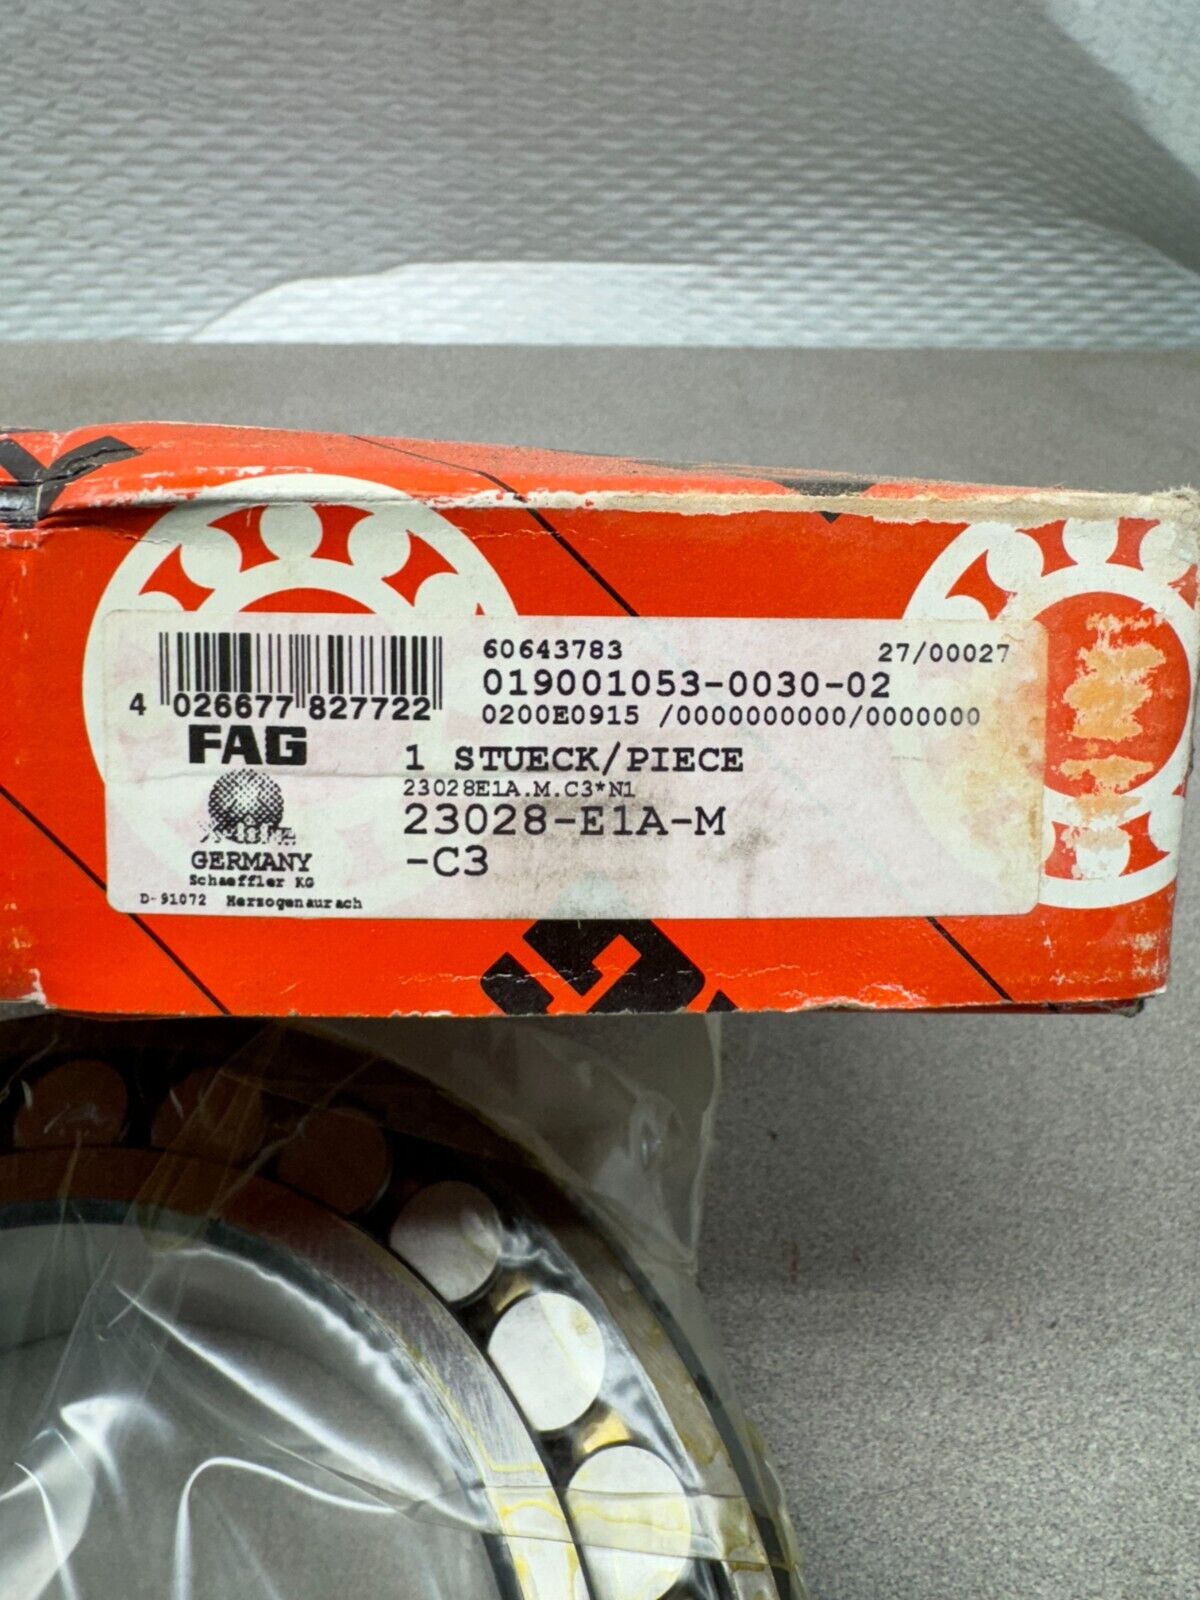 60643783 27/00027
019001053-0030-02
4 026677 827722
0200E0915 /0000000000/0000000
FAG
1 STUECK/PIECE
23028E1A.M.C3*N1
23028-E1A-M
-C3
X-life
GERMANY
Schaeffler KG
D-91072 Herzogenaurach